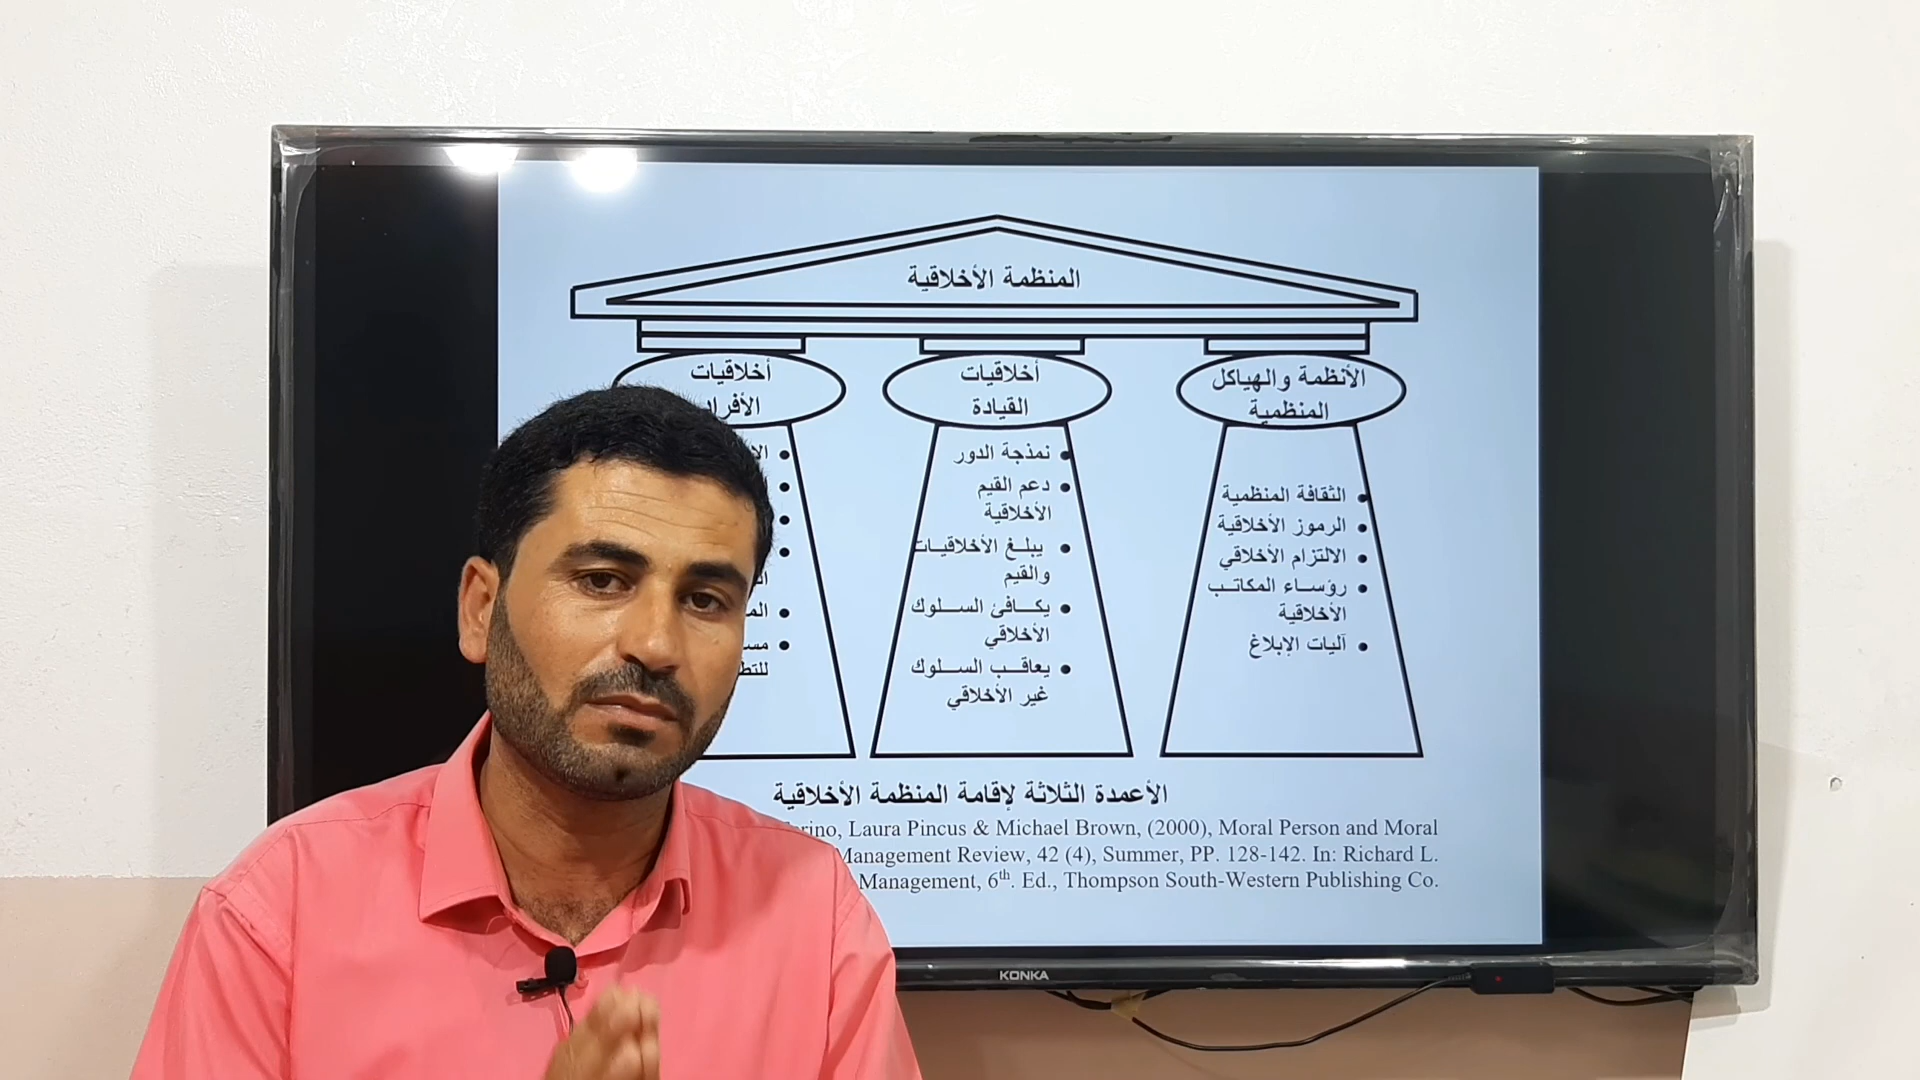 المنظمة الأخلاقية
الأنظمة والهياكل
المنظمية
• الثقافة المنظمية
• الرموز الأخلاقية
• الالتزام الأخلاقي
• رؤساء المكاتب
الأخلاقية
• آليات الإبلاغ
أخلاقيات
القيادة
• نمذجة الدور
• دعم القيم
الأخلاقية
• يبلغ الأخلاقيات
والقيم
• يكافئ السلوك
الأخلاقي
• يعاقب السلوك
غير الأخلاقي
أخلاقيات
الأفراد
الأعمدة الثلاثة لإقامة المنظمة الأخلاقية
Laura Pincus & Michael Brown, (2000), Moral Person and Moral
Management Review, 42 (4), Summer, PP. 128-142. In: Richard L.
Management, 6th. Ed., Thompson South-Western Publishing Co.
KONKA